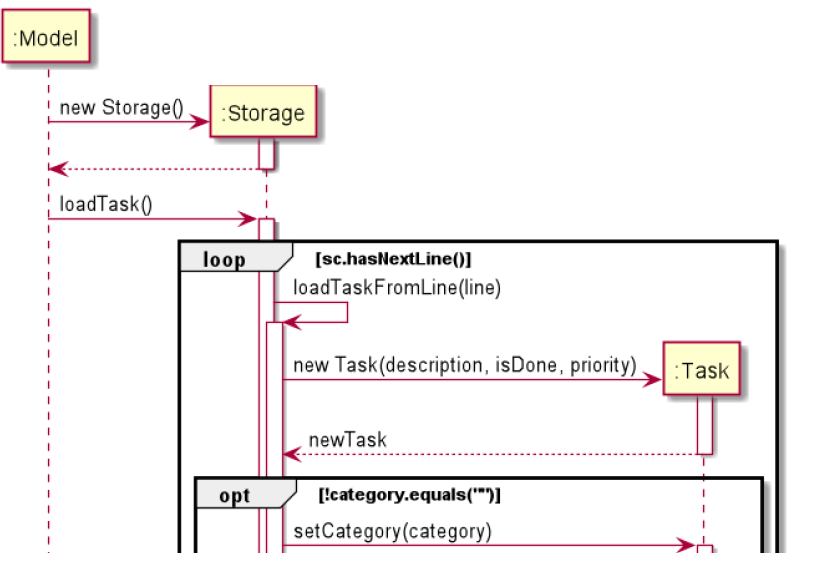 :Model
new Storage()
:Storage
loadTask()
loop [sc.hasNextLine()]
loadTaskFromLine(line)
new Task(description, isDone, priority)
:Task
newTask
opt [!category.equals("")]
setCategory(category)